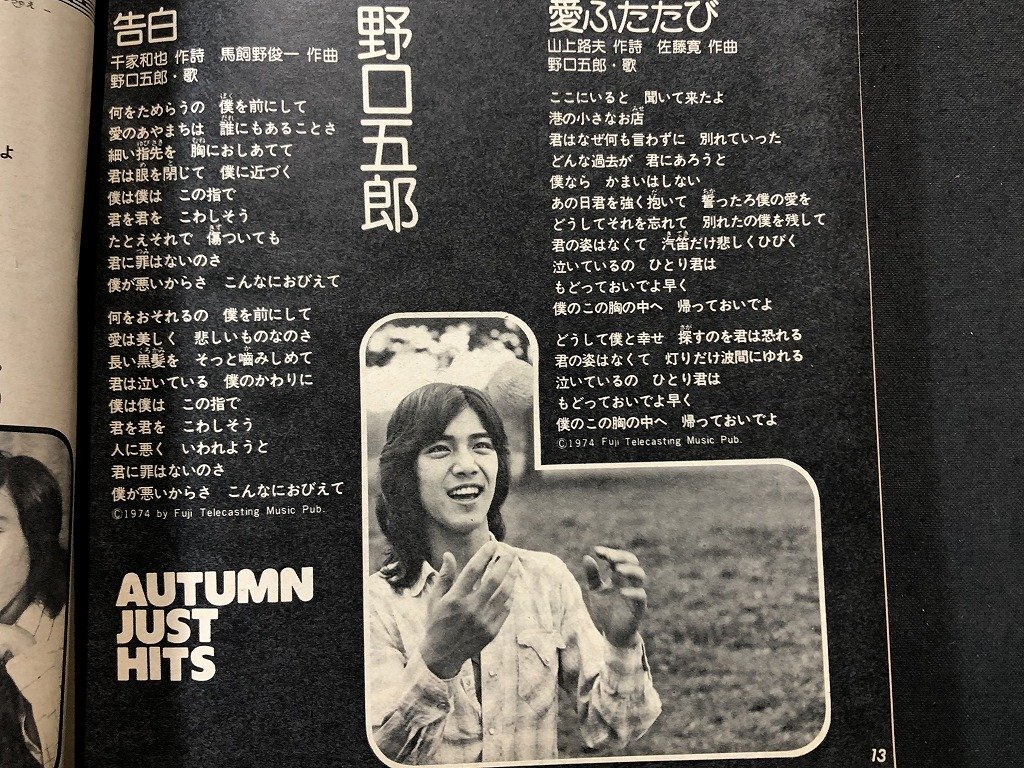 告白
千家和也 作詩　馬飼野俊一 作曲
野口五郎・歌
何をためらうの　僕を前にして
愛のあやまちは　誰にもあることさ
細い指先を　胸におしあてて
君は眼を閉じて　僕に近づく
僕は僕は　この指で
君を君を　こわしそう
たとえそれで　傷ついても
君に罪はないのさ
僕が悪いからさ　こんなにおびえて
何をおそれるの　僕を前にして
愛は美しく　悲しいものなのさ
長い黒髪を　そっと噛みしめて
君は泣いている　僕のかわりに
僕は僕は　この指で
君を君を　こわしそう
人に悪く　いわれようと
君に罪はないのさ
僕が悪いからさ　こんなにおびえて
©1974 by Fuji Telecasting Music Pub.
野口五郎
愛ふたたび
山上路夫 作詩　佐藤寛 作曲
野口五郎・歌
ここにいると　聞いて来たよ
港の小さなお店
君はなぜ何も言わずに　別れていった
どんな過去が　君にあろうと
僕なら　かまいはしない
あの日君を強く抱いて　誓ったろ僕の愛を
どうしてそれを忘れて　別れたの僕を残して
君の姿はなくて　汽笛だけ悲しくひびく
泣いているの　ひとり君は
もどっておいでよ早く
僕のこの胸の中へ　帰っておいでよ
どうして僕と幸せ　探すのを君は恐れる
君の姿はなくて　灯りだけ波間にゆれる
泣いているの　ひとり君は
もどっておいでよ早く
僕のこの胸の中へ　帰っておいでよ
©1974 Fuji Telecasting Music Pub.
AUTUMN
JUST
HITS
13
よ